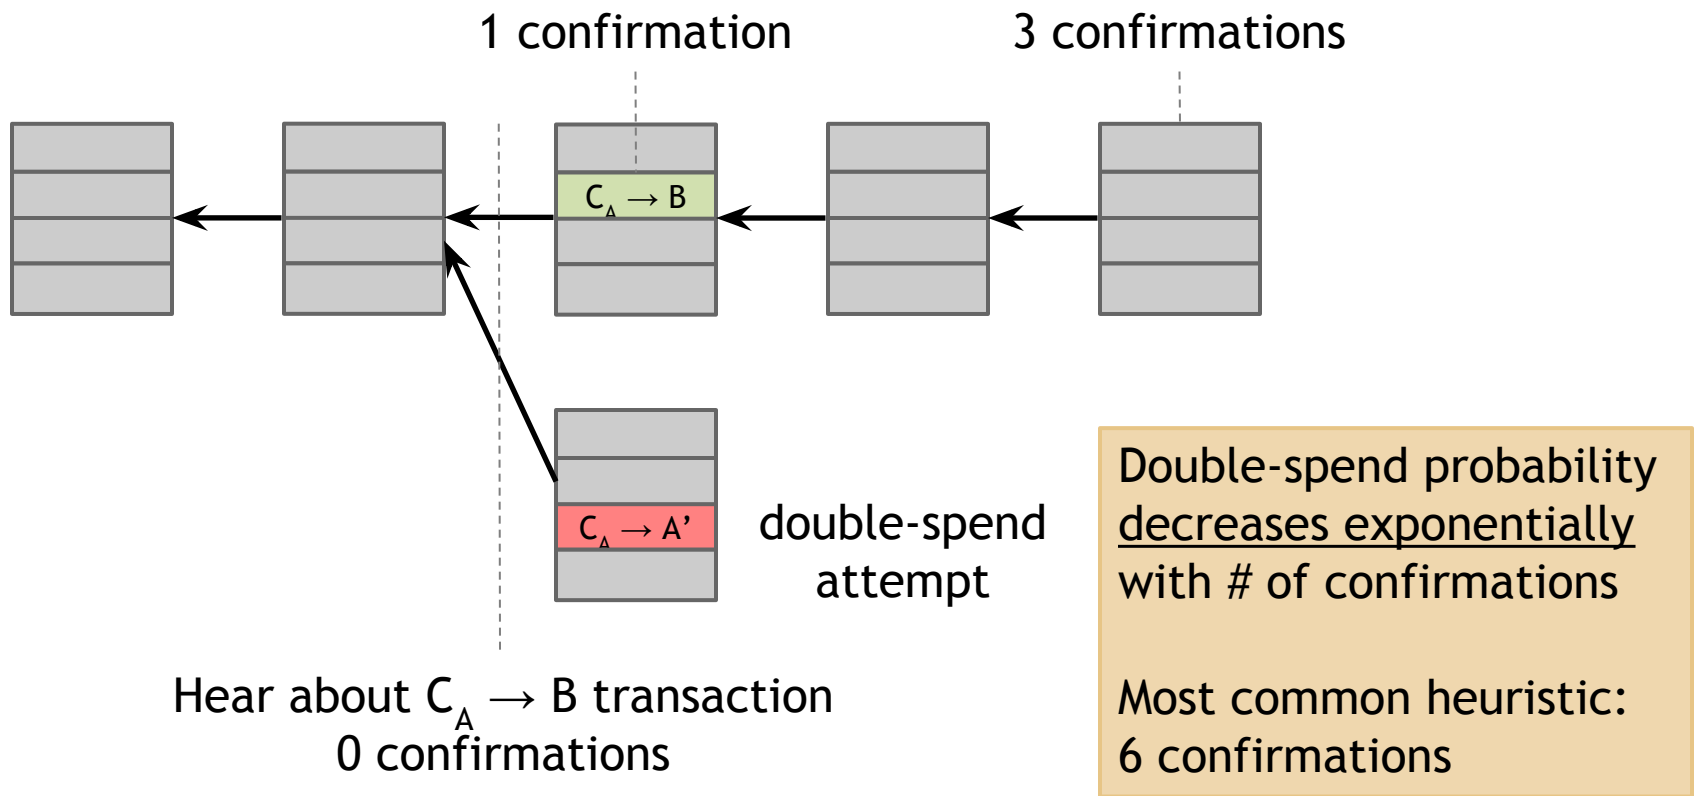 1 confirmation
3 confirmations
C_A → B
C_A → A’
double-spend
attempt
Hear about C_A → B transaction
0 confirmations
Double-spend probability
decreases exponentially
with # of confirmations
Most common heuristic:
6 confirmations